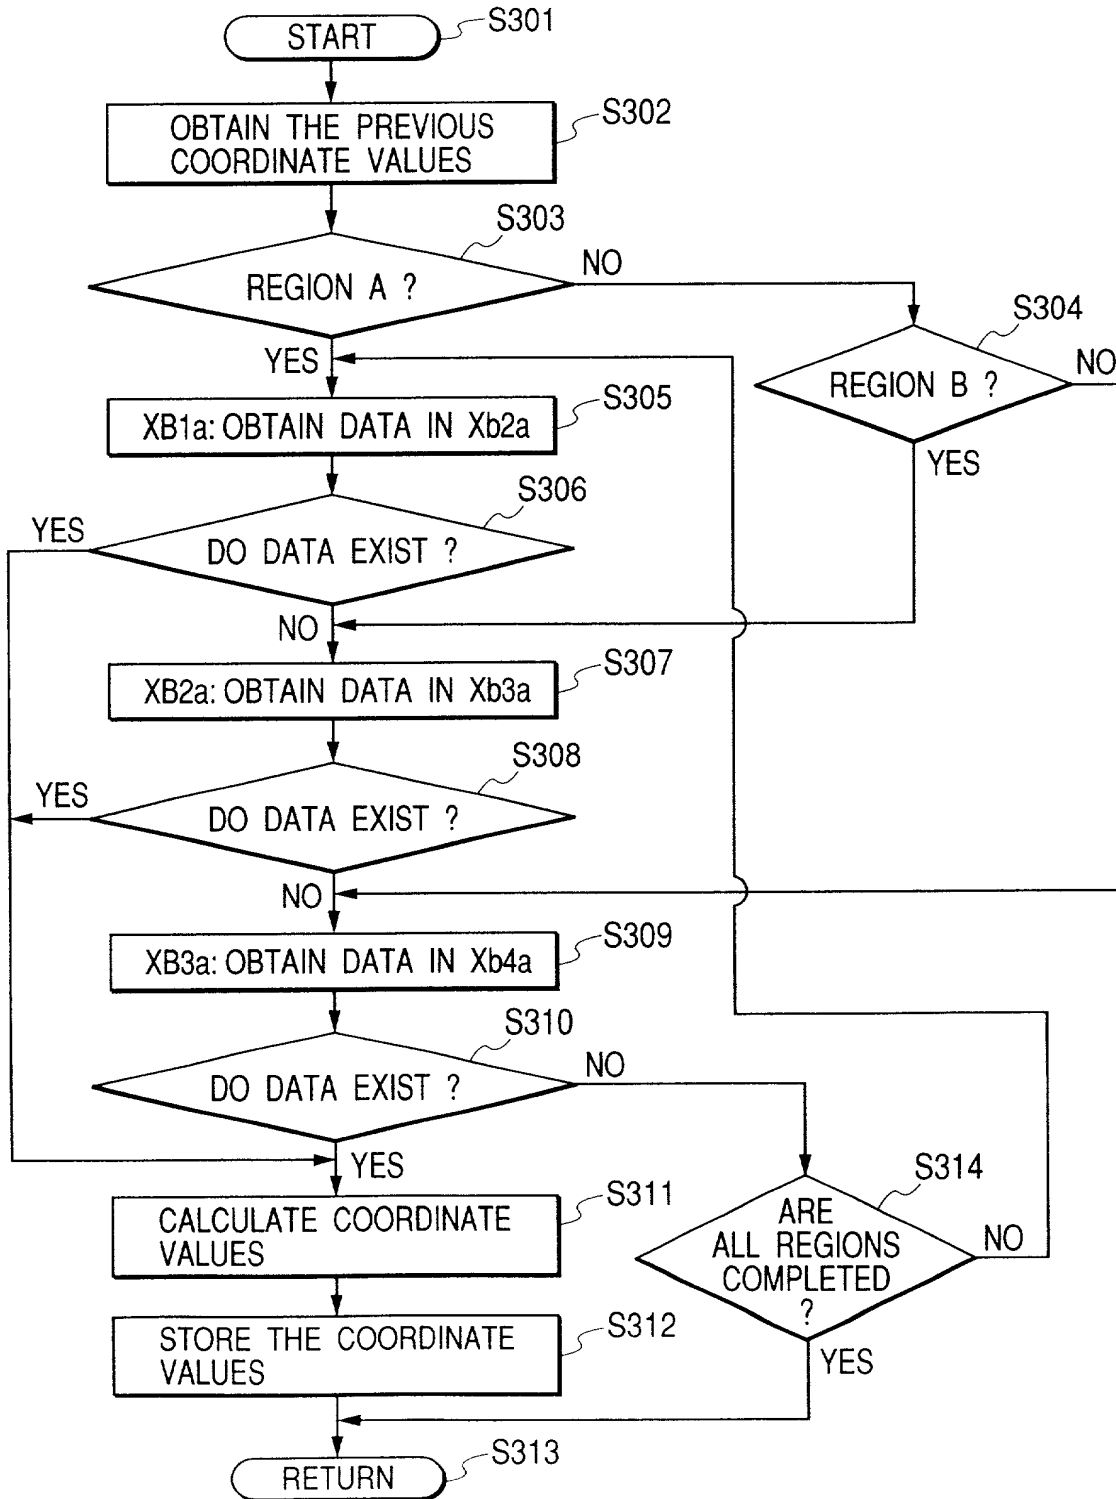 START
S301
OBTAIN THE PREVIOUS
COORDINATE VALUES
S302
S303
REGION A ?
NO
YES
S304
REGION B ?
NO
YES
XB1a: OBTAIN DATA IN Xb2a
S305
S306
YES
DO DATA EXIST ?
NO
XB2a: OBTAIN DATA IN Xb3a
S307
S308
YES
DO DATA EXIST ?
NO
XB3a: OBTAIN DATA IN Xb4a
S309
S310
DO DATA EXIST ?
NO
YES
S314
ARE
ALL REGIONS
COMPLETED
?
NO
YES
CALCULATE COORDINATE
VALUES
S311
STORE THE COORDINATE
VALUES
S312
RETURN
S313